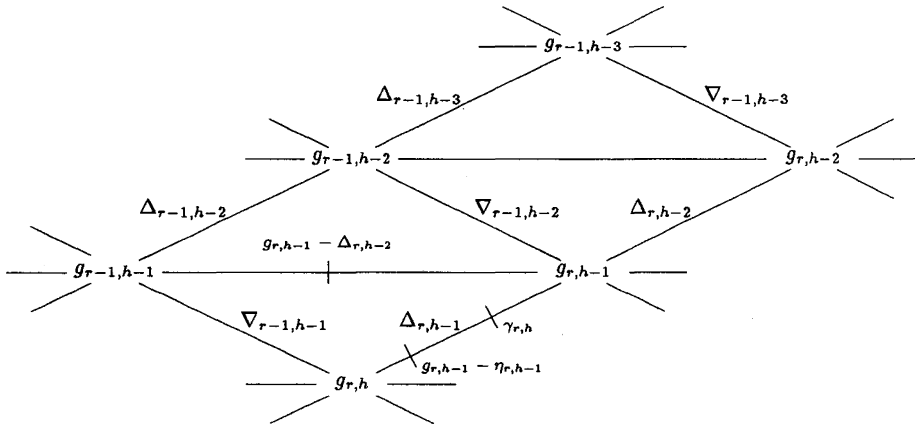 g_{r-1,h-3}
Δ_{r-1,h-3} ∇_{r-1,h-3}
g_{r-1,h-2} g_{r,h-2}
Δ_{r-1,h-2} ∇_{r-1,h-2} Δ_{r,h-2}
g_{r,h-1} - Δ_{r,h-2}
g_{r-1,h-1} g_{r,h-1}
∇_{r-1,h-1} Δ_{r,h-1} γ_{r,h}
g_{r,h-1} - η_{r,h-1}
g_{r,h}